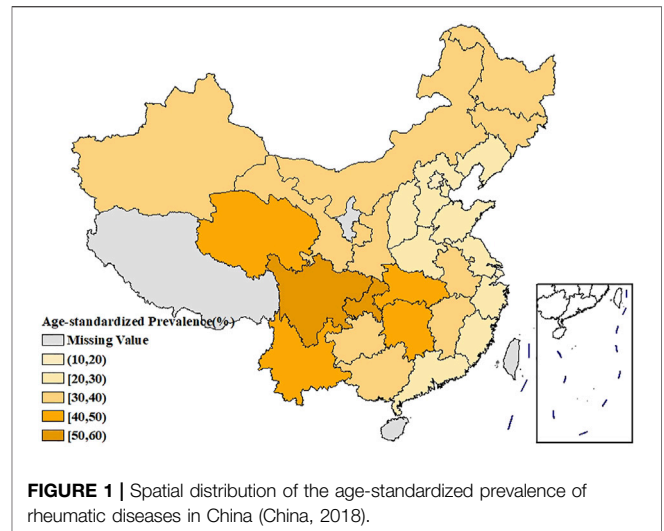 Age-standardized Prevalence(%)
Missing Value
(10,20)
[20,30)
[30,40)
[40,50)
[50,60)
FIGURE 1 | Spatial distribution of the age-standardized prevalence of
rheumatic diseases in China (China, 2018).